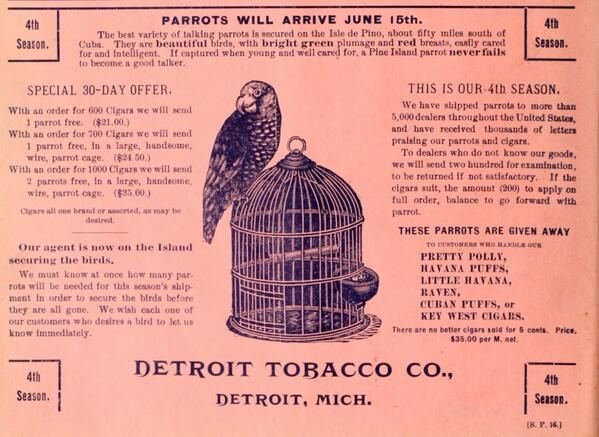 PARROTS WILL ARRIVE JUNE 15th.
4th
Season.
The best variety of talking parrots is secured on the Isle de Pino, about fifty miles south of
Cuba. They are beautiful birds, with bright green plumage and red breasts, easily cared
for and intelligent. If captured when young and well cared for, a Pine Island parrot never fails
to become a good talker.
4th
Season.
SPECIAL 30-DAY OFFER.
With an order for 600 Cigars we will send
1 parrot free. ($21.00.)
With an order for 700 Cigars we will send
1 parrot free, in a large, handsome,
wire, parrot cage. ($24.50.)
With an order for 1000 Cigars we will send
2 parrots free, in a large, handsome,
wire, parrot cage. ($35.00.)
Cigars all one brand or assorted, as may be
desired.
Our agent is now on the Island
securing the birds.
We must know at once how many par-
rots will be needed for this season's ship-
ment in order to secure the birds before
they are all gone. We wish each one of
our customers who desires a bird to let us
know immediately.
THIS IS OUR 4th SEASON.
We have shipped parrots to more than
5,000 dealers throughout the United States,
and have received thousands of letters
praising our parrots and cigars.
To dealers who do not know our goods,
we will send two hundred for examination,
to be returned if not satisfactory. If the
cigars suit, the amount (200) to apply on
full order, balance to go forward with
parrot.
THESE PARROTS ARE GIVEN AWAY
TO CUSTOMERS WHO HANDLE OUR
PRETTY POLLY,
HAVANA PUFFS,
LITTLE HAVANA,
RAVEN,
CUBAN PUFFS, or
KEY WEST CIGARS.
There are no better cigars sold for 5 cents. Price,
$35.00 per M, net.
4th
Season.
DETROIT TOBACCO CO.,
DETROIT, MICH.
4th
Season.
[S. P. 16.]